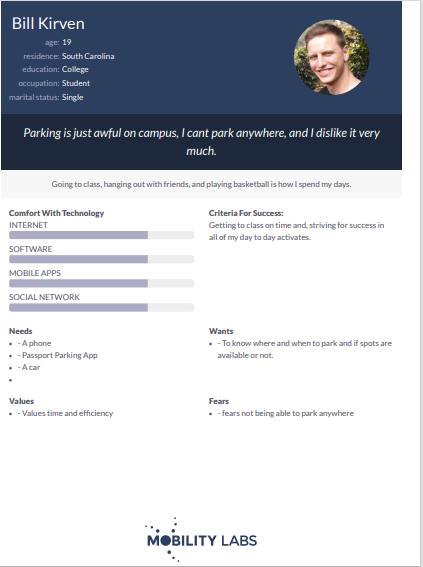 Bill Kirven
age: 19
residence: South Carolina
education: College
occupation: Student
marital status: Single
Parking is just awful on campus, I cant park anywhere, and I dislike it very
much.
Going to class, hanging out with friends, and playing basketball is how I spend my days.
Comfort With Technology
INTERNET
SOFTWARE
MOBILE APPS
SOCIAL NETWORK
Criteria For Success:
Getting to class on time and, striving for success in
all of my day to day activates.
Needs
- A phone
- Passport Parking App
- A car
Wants
- To know where and when to park and if spots are
available or not.
Values
- Values time and efficiency
Fears
- fears not being able to park anywhere
MOBILITY LABS